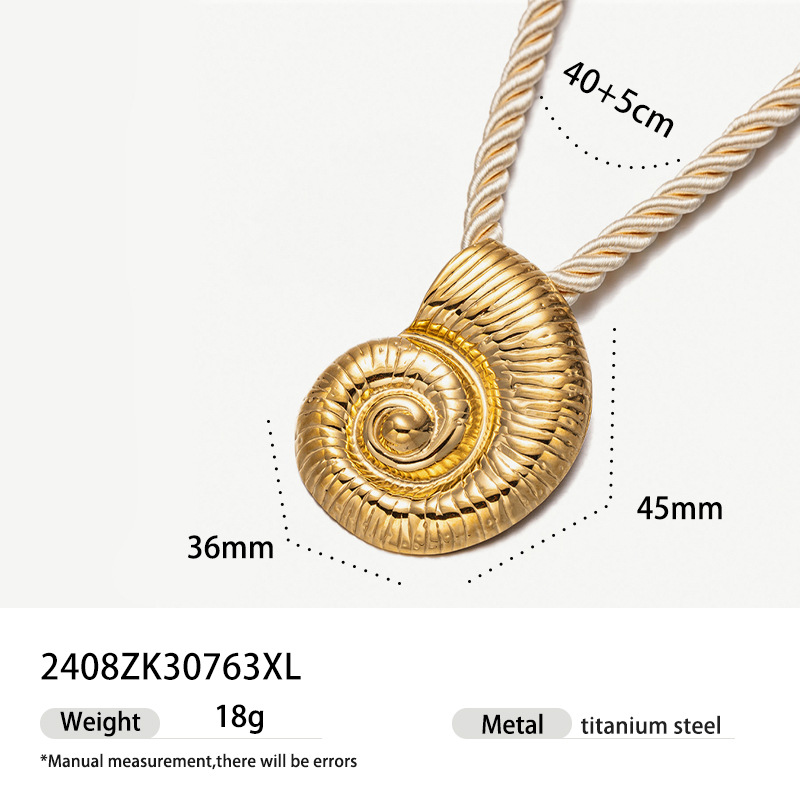 40+5cm
45mm
36mm
2408ZK30763XL
Weight 18g
Metal titanium steel
*Manual measurement,there will be errors